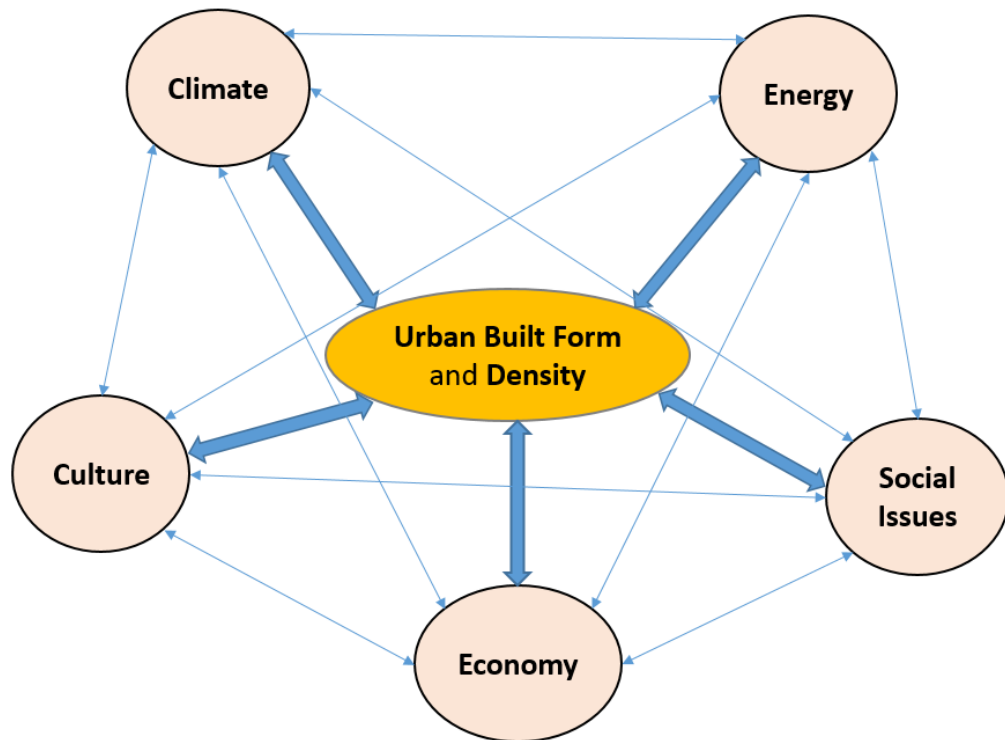 Climate
Energy
Urban Built Form
and Density
Culture
Social
Issues
Economy